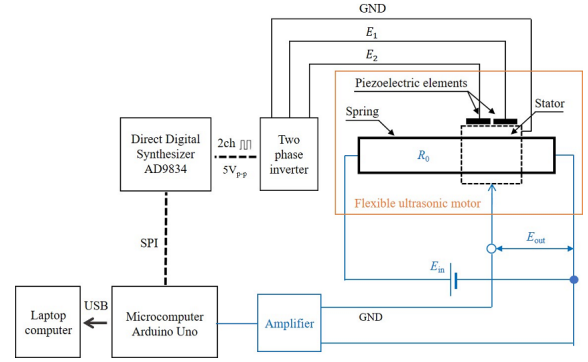 GND
E1
E2
Piezoelectric elements
Stator
Spring
Direct Digital
Synthesizer
AD9834
2ch
5Vp-p
Two
phase
inverter
R0
Flexible ultrasonic motor
SPI
Eout
Ein
USB
Laptop
computer
Microcomputer
Arduino Uno
Amplifier
GND